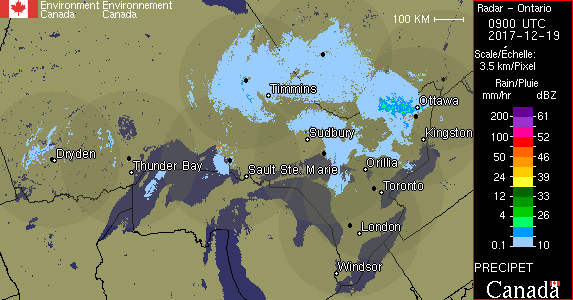 Environment Environnement
Canada Canada
100 KM
Timmins
Ottawa
Sudbury
Kingston
Dryden
Thunder Bay
Sault Ste. Marie
Orillia
Toronto
London
Windsor
Radar - Ontario
0900 UTC
2017-12-19
Scale/Échelle:
3.5 km/Pixel
Rain/Pluie
mm/hr dBZ
200 61
100 52
50 46
24 39
12 33
4 26
0.1 10
PRECIPET
Canada